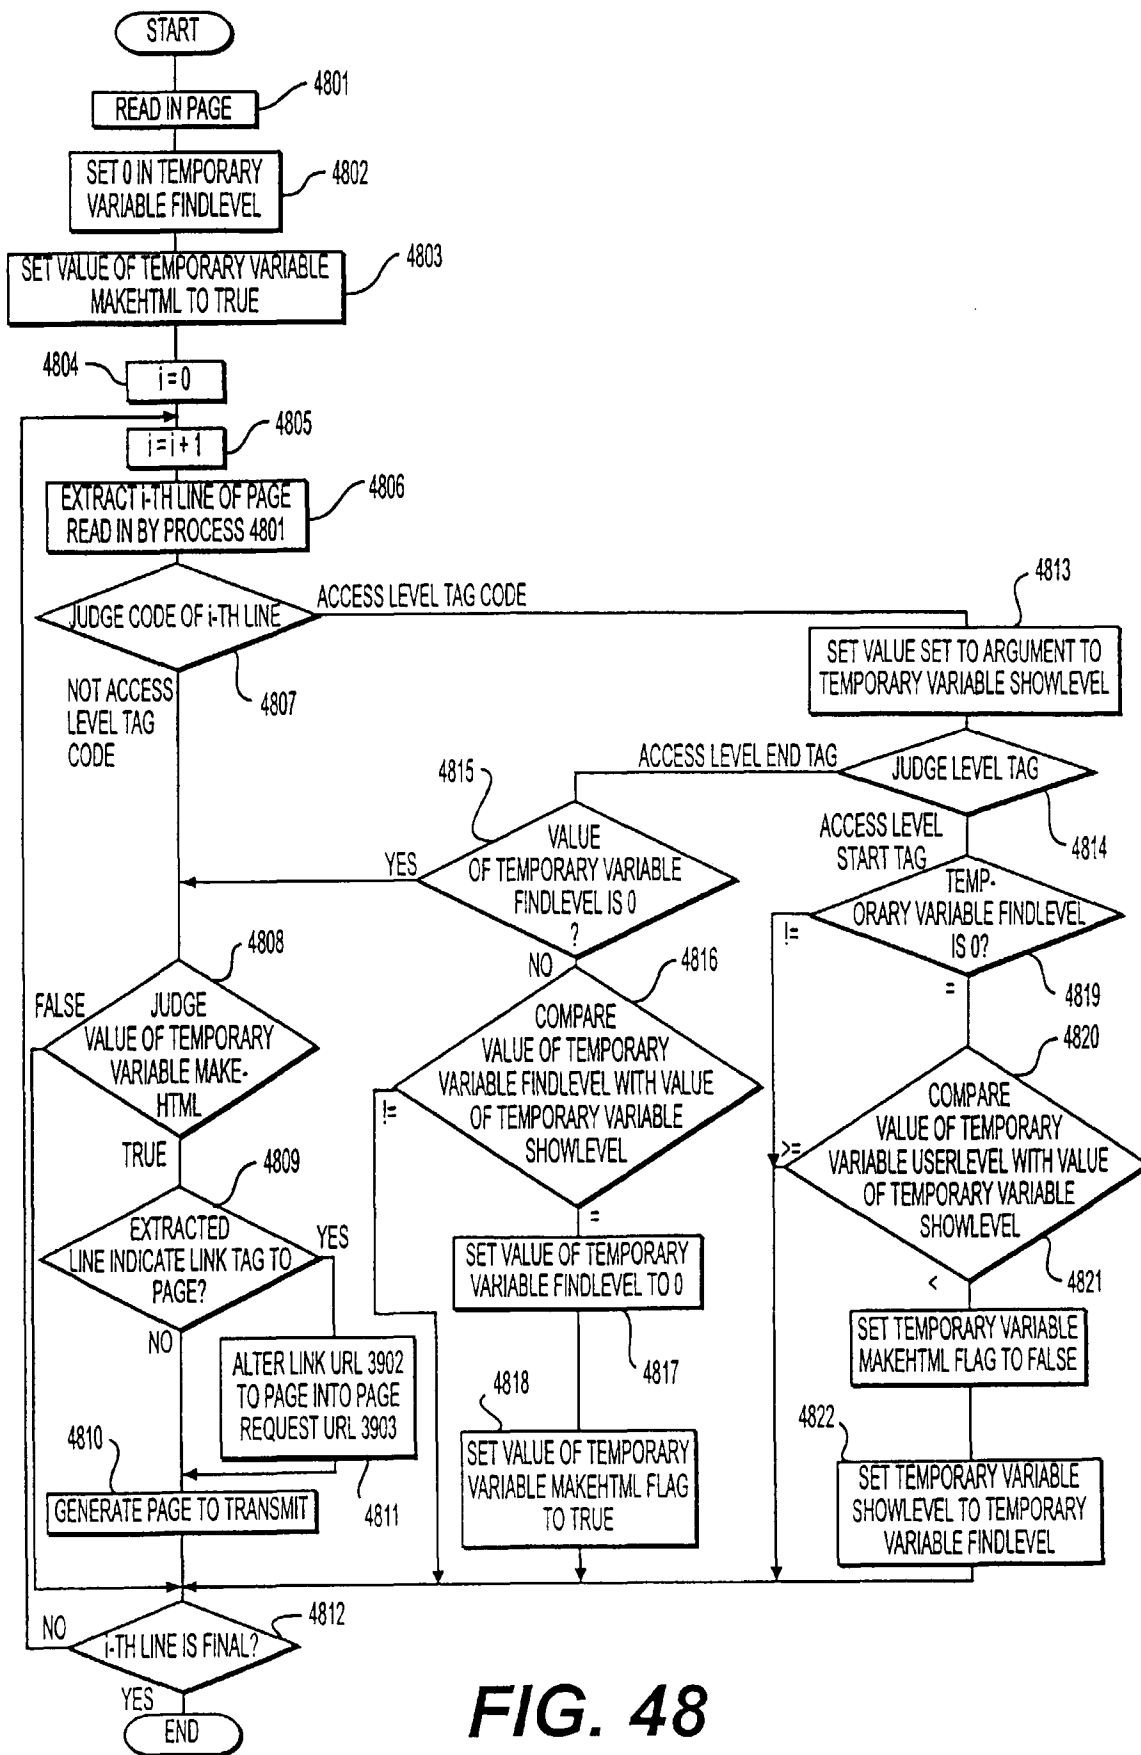 START
4801
READ IN PAGE
SET 0 IN TEMPORARY
VARIABLE FINDLEVEL
4802
SET VALUE OF TEMPORARY VARIABLE
MAKEHTML TO TRUE
4803
4804
i = 0
4805
i = i + 1
EXTRACT i-TH LINE OF PAGE
READ IN BY PROCESS 4801
4806
JUDGE CODE OF i-TH LINE
4807
ACCESS LEVEL TAG CODE
NOT ACCESS
LEVEL TAG
CODE
4813
SET VALUE SET TO ARGUMENT TO
TEMPORARY VARIABLE SHOWLEVEL
JUDGE LEVEL TAG
4814
ACCESS LEVEL END TAG
ACCESS LEVEL
START TAG
4815
VALUE
OF TEMPORARY VARIABLE
FINDLEVEL IS 0
?
YES
NO
TEMP-
ORARY VARIABLE FINDLEVEL
IS 0?
4819
!=
=
4808
JUDGE
VALUE OF TEMPORARY
VARIABLE MAKE-
HTML
FALSE
TRUE
4816
COMPARE
VALUE OF TEMPORARY
VARIABLE FINDLEVEL WITH VALUE
OF TEMPORARY VARIABLE
SHOWLEVEL
!=
=
4820
COMPARE
VALUE OF TEMPORARY
VARIABLE USERLEVEL WITH VALUE
OF TEMPORARY VARIABLE
SHOWLEVEL
>=
<
4821
4809
EXTRACTED
LINE INDICATE LINK TAG TO
PAGE?
YES
NO
SET VALUE OF TEMPORARY
VARIABLE FINDLEVEL TO 0
4817
SET TEMPORARY VARIABLE
MAKEHTML FLAG TO FALSE
ALTER LINK URL 3902
TO PAGE INTO PAGE
REQUEST URL 3903
4811
4818
SET VALUE OF TEMPORARY
VARIABLE MAKEHTML FLAG
TO TRUE
4822
SET TEMPORARY VARIABLE
SHOWLEVEL TO TEMPORARY
VARIABLE FINDLEVEL
4810
GENERATE PAGE TO TRANSMIT
4812
i-TH LINE IS FINAL?
NO
YES
END
FIG. 48